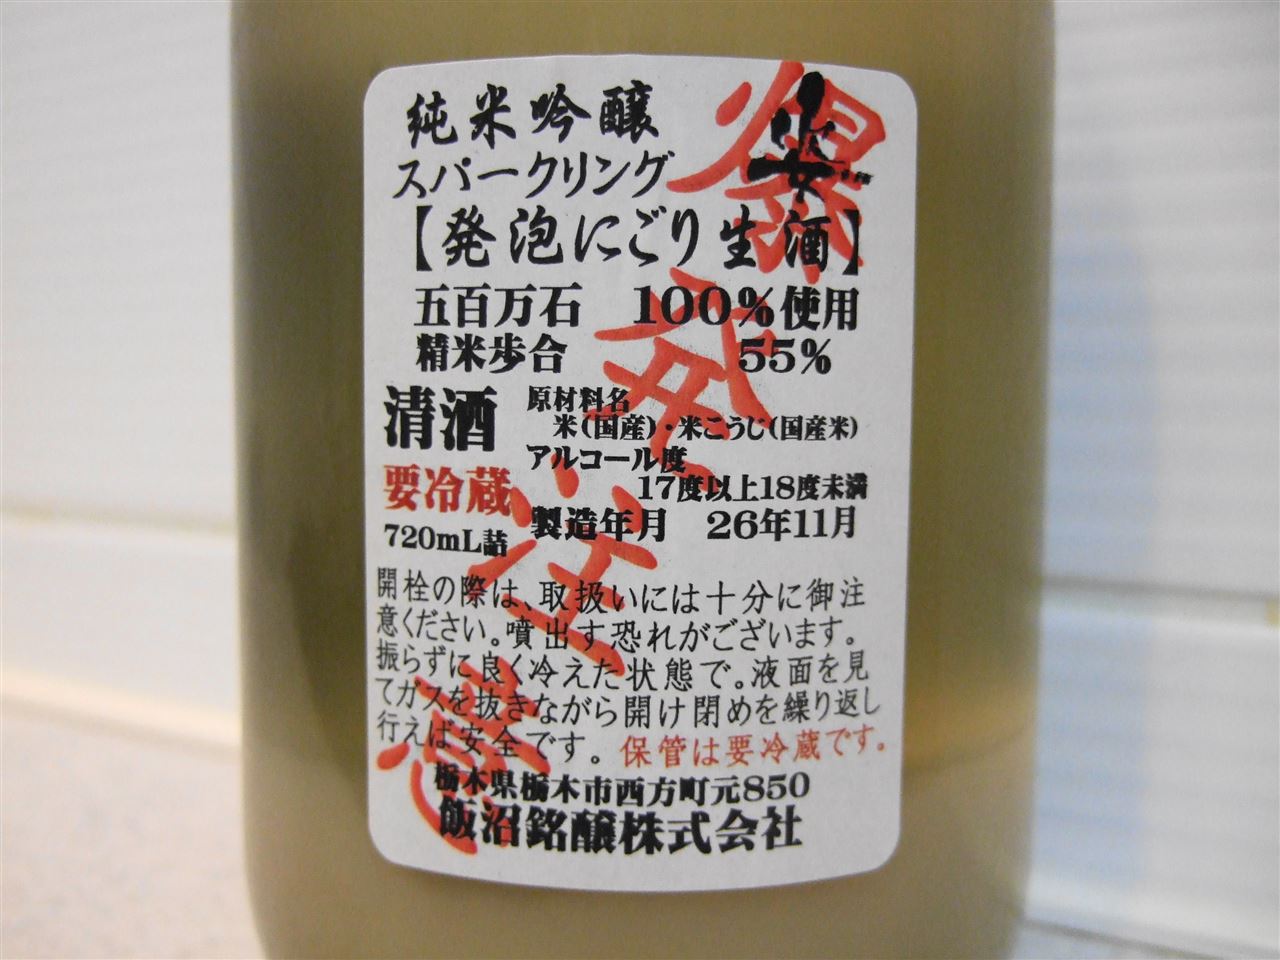 純米吟醸
スパークリング
【発泡にごり生酒】
五百万石 100%使用
精米歩合 55%
清酒
原材料名
米(国産)・米こうじ(国産米)
アルコール度
17度以上18度未満
要冷蔵
製造年月 26年11月
720mL詰
開栓の際は、取扱いには十分に御注
意ください。噴出す恐れがございます。
振らずに良く冷えた状態で。液面を見
てガスを抜きながら開け閉めを繰り返し
行えば安全です。保管は要冷蔵です。
栃木県栃木市西方町元850
飯沼銘醸株式会社
爆発注意